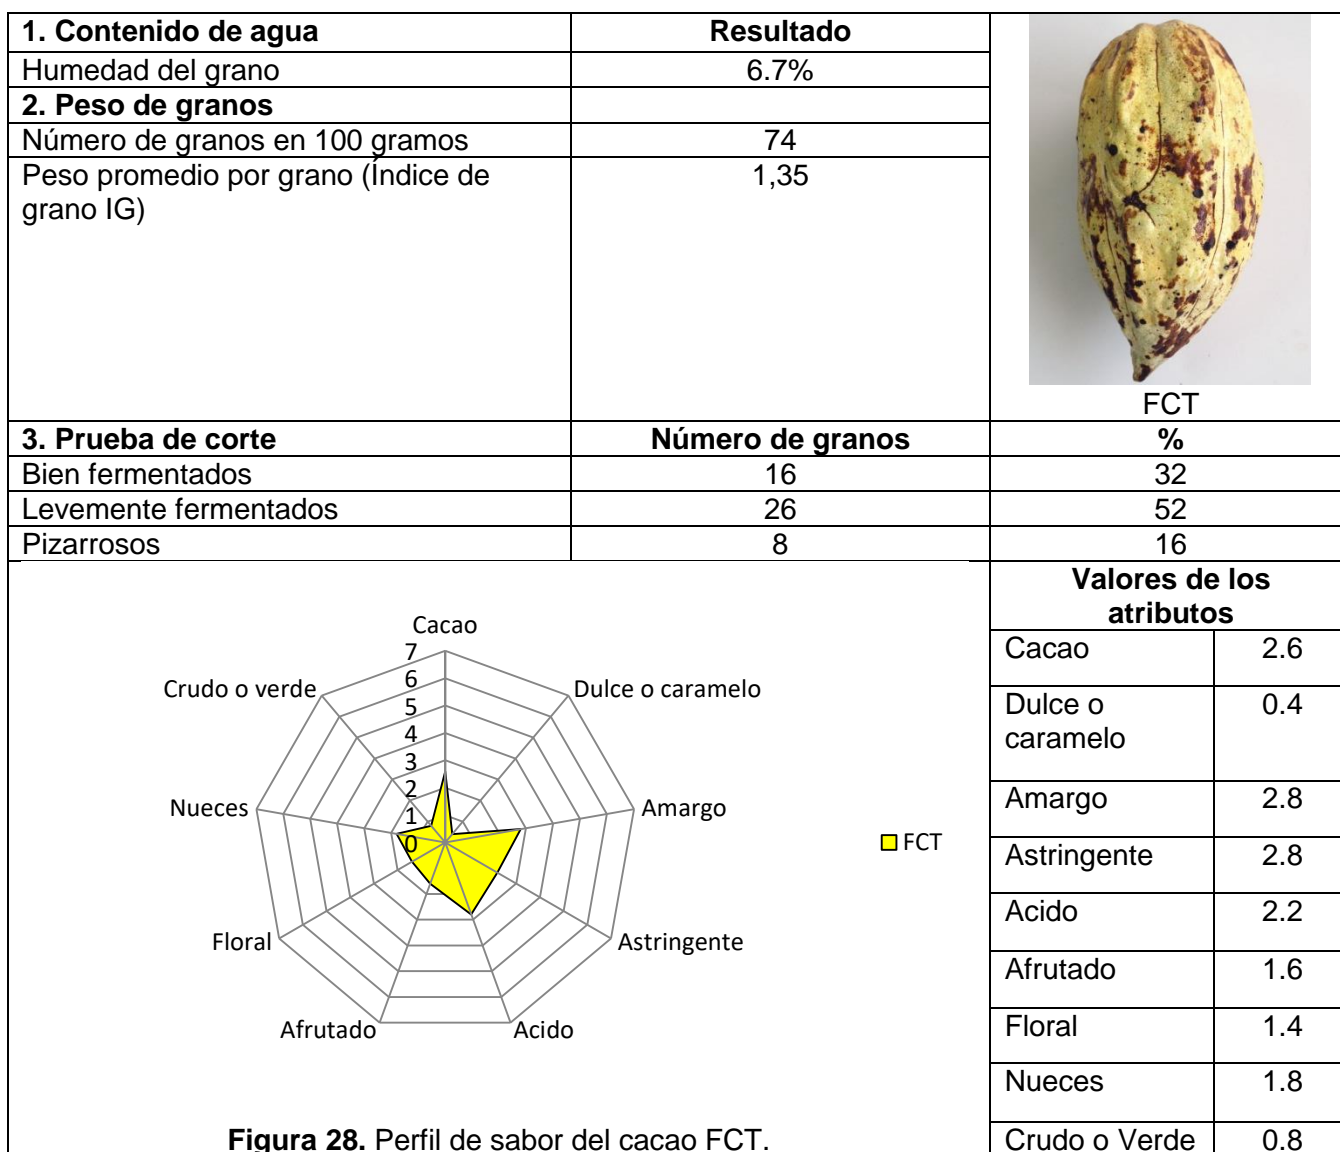 1. Contenido de agua Resultado
Humedad del grano 6.7%
2. Peso de granos
Número de granos en 100 gramos 74
Peso promedio por grano (Índice de 1,35
grano IG)
FCT
3. Prueba de corte Número de granos %
Bien fermentados 16 32
Levemente fermentados 26 52
Pizarrosos 8 16
Cacao
7
6
5
4
3
2
1
0
Dulce o caramelo
Amargo
Astringente
Acido
Afrutado
Floral
Nueces
Crudo o verde
FCT
Figura 28. Perfil de sabor del cacao FCT.
Valores de los
atributos
Cacao 2.6
Dulce o 0.4
caramelo
Amargo 2.8
Astringente 2.8
Acido 2.2
Afrutado 1.6
Floral 1.4
Nueces 1.8
Crudo o Verde 0.8